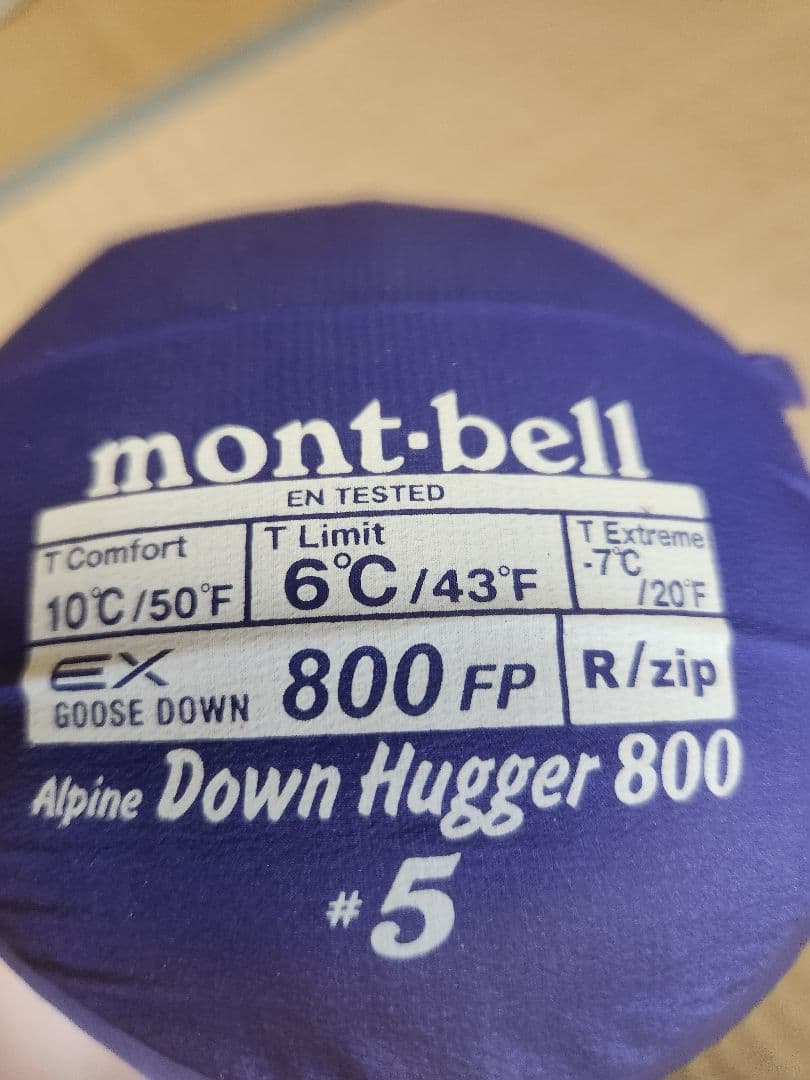 mont-bell
EN TESTED
T Comfort
10℃/50°F
T Limit
6℃/43°F
T Extreme
-7℃
/20°F
EX
GOOSE DOWN
800 FP
R/zip
Alpine Down Hugger 800
#5